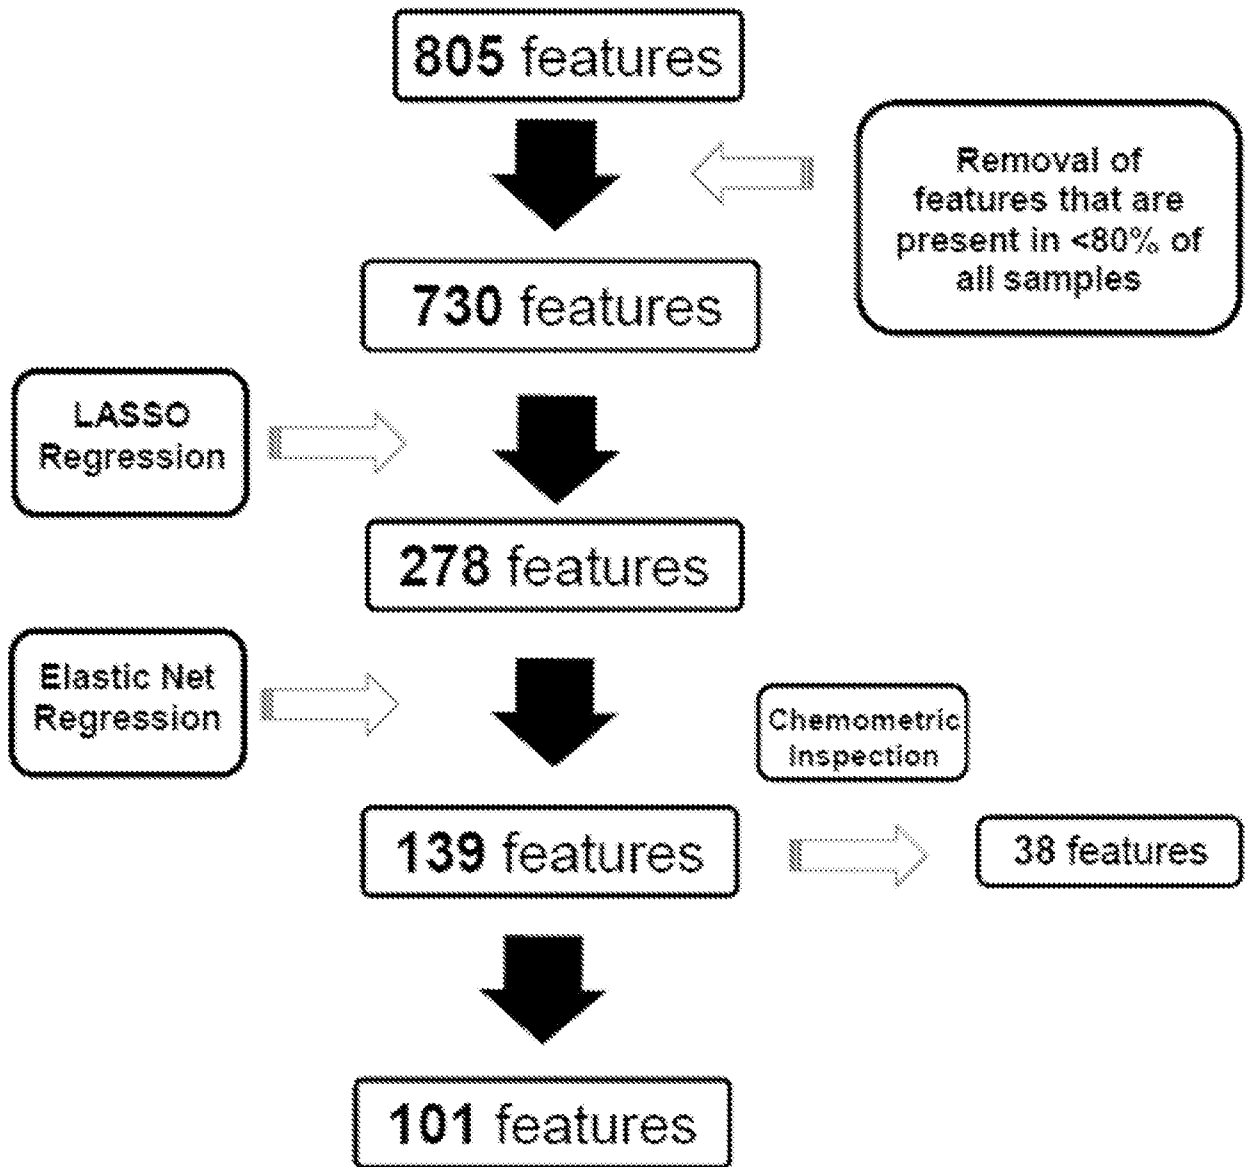 805 features
Removal of
features that are
present in <80% of
all samples
730 features
LASSO
Regression
278 features
Elastic Net
Regression
Chemometric
Inspection
139 features
38 features
101 features